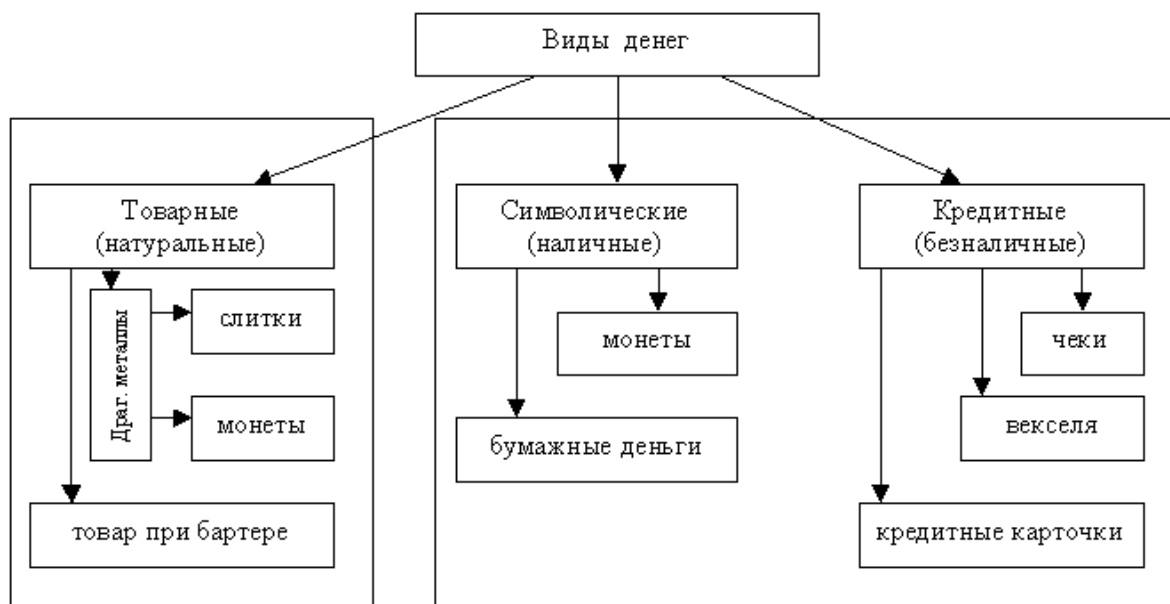 Виды денег
Товарные
(натуральные)
Символические
(наличные)
Кредитные
(безналичные)
Драг. металлы
слитки
монеты
товар при бартере
монеты
бумажные деньги
чеки
векселя
кредитные карточки